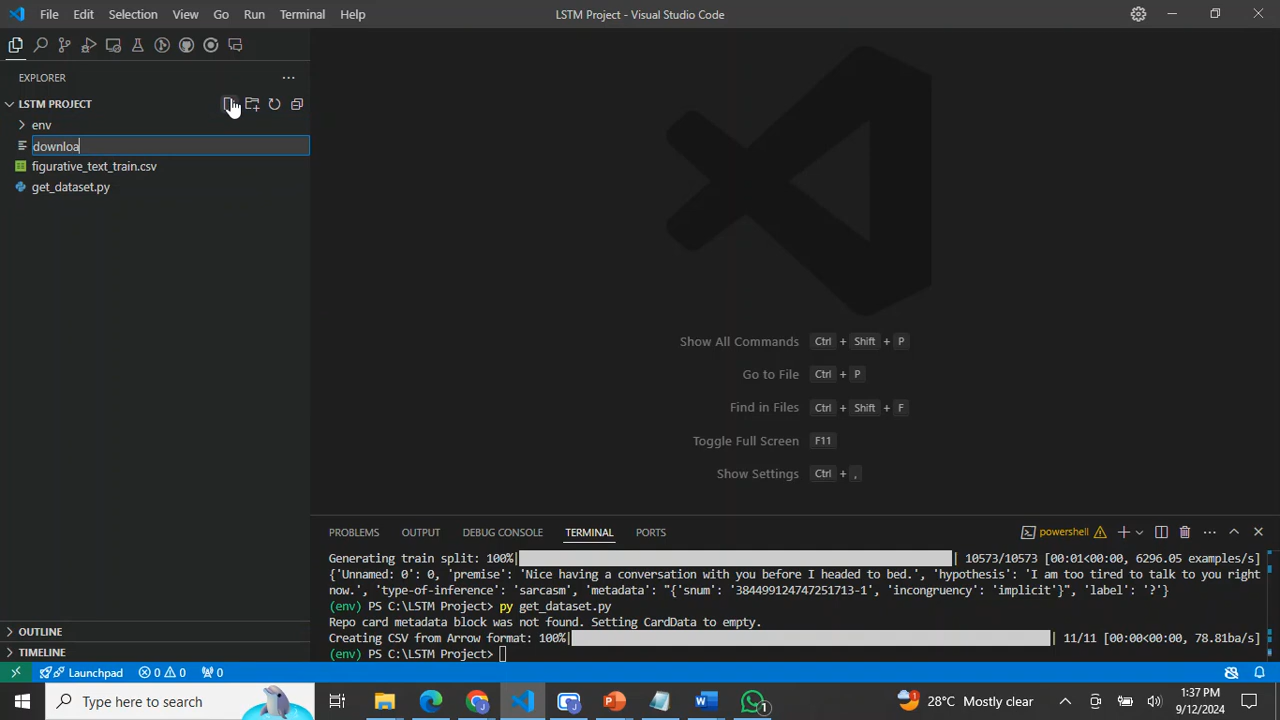 File Edit Selection View Go Run Terminal Help LSTM Project - Visual Studio Code
EXPLORER
LSTM PROJECT
env
downloa
figurative_text_train.csv
get_dataset.py
Show All Commands Ctrl + Shift + P
Go to File Ctrl + P
Find in Files Ctrl + Shift + F
Toggle Full Screen F11
Show Settings Ctrl + ,
PROBLEMS OUTPUT DEBUG CONSOLE TERMINAL PORTS powershell
Generating train split: 100%| | 10573/10573 [00:01<00:00, 6296.05 examples/s]
{'Unnamed: 0': 0, 'premise': 'Nice having a conversation with you before I headed to bed.', 'hypothesis': 'I am too tired to talk to you right
now.', 'type-of-inference': 'sarcasm', 'metadata': "{'snum': '384499124747251713-1', 'incongruency': 'implicit'}", 'label': '?'}
(env) PS C:\LSTM Project> py get_dataset.py
Repo card metadata block was not found. Setting CardData to empty.
Creating CSV from Arrow format: 100%| | 11/11 [00:00<00:00, 78.81ba/s]
(env) PS C:\LSTM Project>
OUTLINE
TIMELINE
Launchpad 0 0 0
Type here to search 1 28°C Mostly clear 1:37 PM
9/12/2024